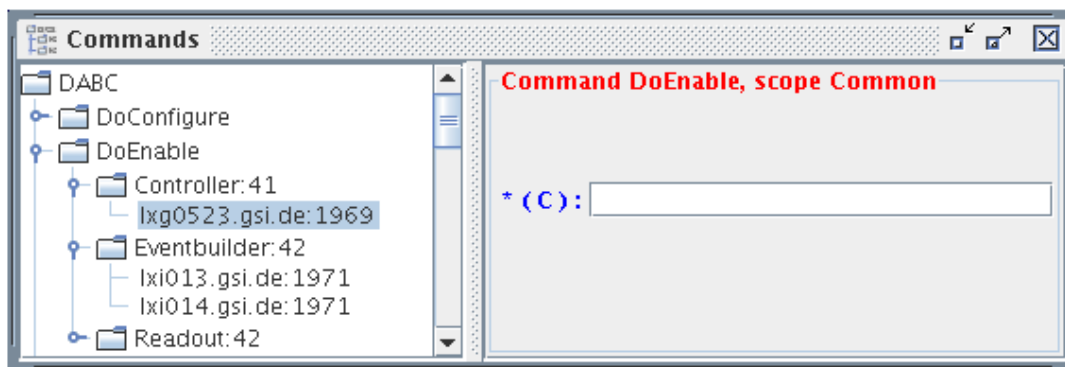 Commands
DABC
DoConfigure
DoEnable
Controller:41
lxg0523.gsi.de:1969
Eventbuilder:42
lxi013.gsi.de:1971
lxi014.gsi.de:1971
Readout:42
Command DoEnable, scope Common
* (C):